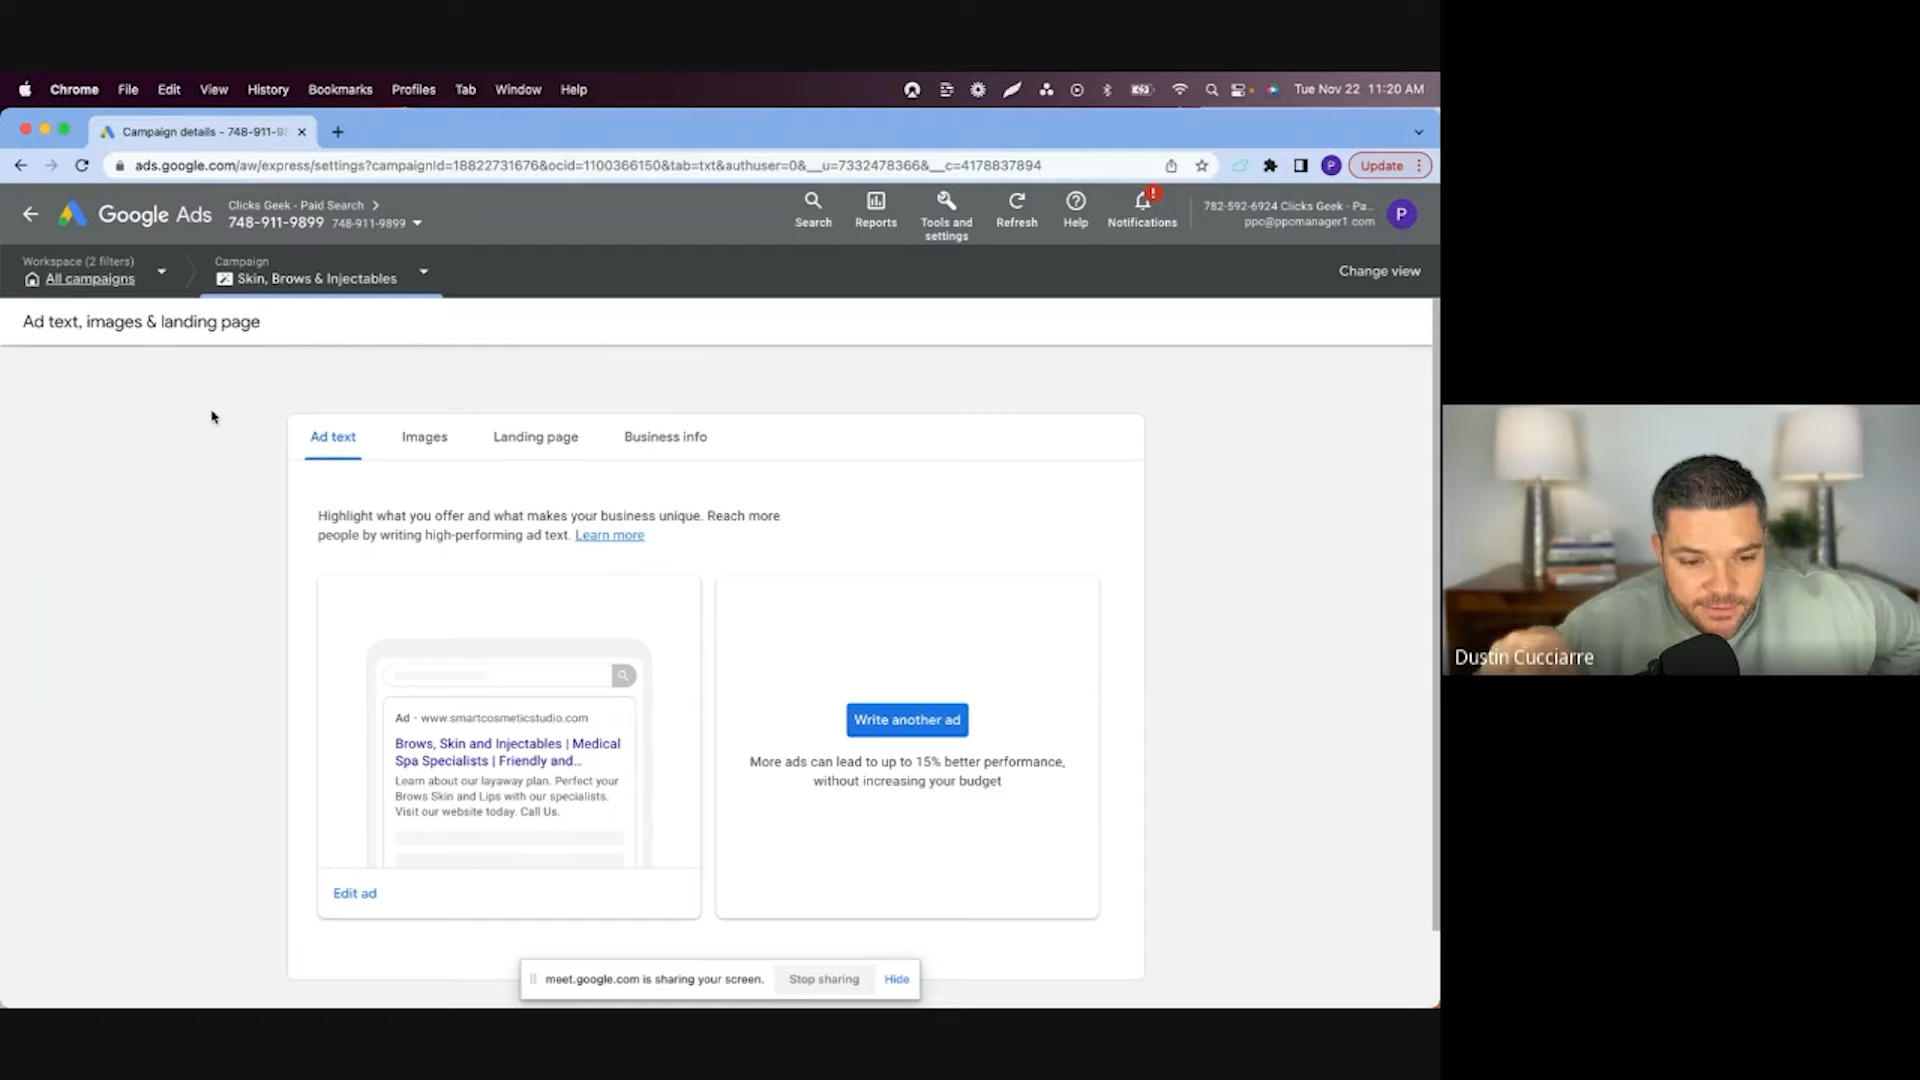 Chrome File Edit View History Bookmarks Profiles Tab Window Help Tue Nov 22 11:20 AM
Campaign details - 748-911-98
ads.google.com/aw/express/settings?campaignId=18822731676&ocid=1100366150&tab=txt&authuser=0&__u=7332478366&__c=4178837894
P
Update
Google Ads
Clicks Geek - Paid Search
748-911-9899 748-911-9899
Search
Reports
Tools and
settings
Refresh
Help
!
Notifications
782-592-6924 Clicks Geek - Pa...
ppc@ppcmanager1.com
P
Workspace (2 filters)
All campaigns
Campaign
Skin, Brows & Injectables
Change view
Ad text, images & landing page
Ad text Images Landing page Business info
Highlight what you offer and what makes your business unique. Reach more
people by writing high-performing ad text. Learn more
Ad - www.smartcosmeticstudio.com
Brows, Skin and Injectables | Medical
Spa Specialists | Friendly and...
Learn about our layaway plan. Perfect your
Brows Skin and Lips with our specialists.
Visit our website today. Call Us.
Edit ad
Write another ad
More ads can lead to up to 15% better performance,
without increasing your budget
meet.google.com is sharing your screen. Stop sharing Hide
Dustin Cucciarre